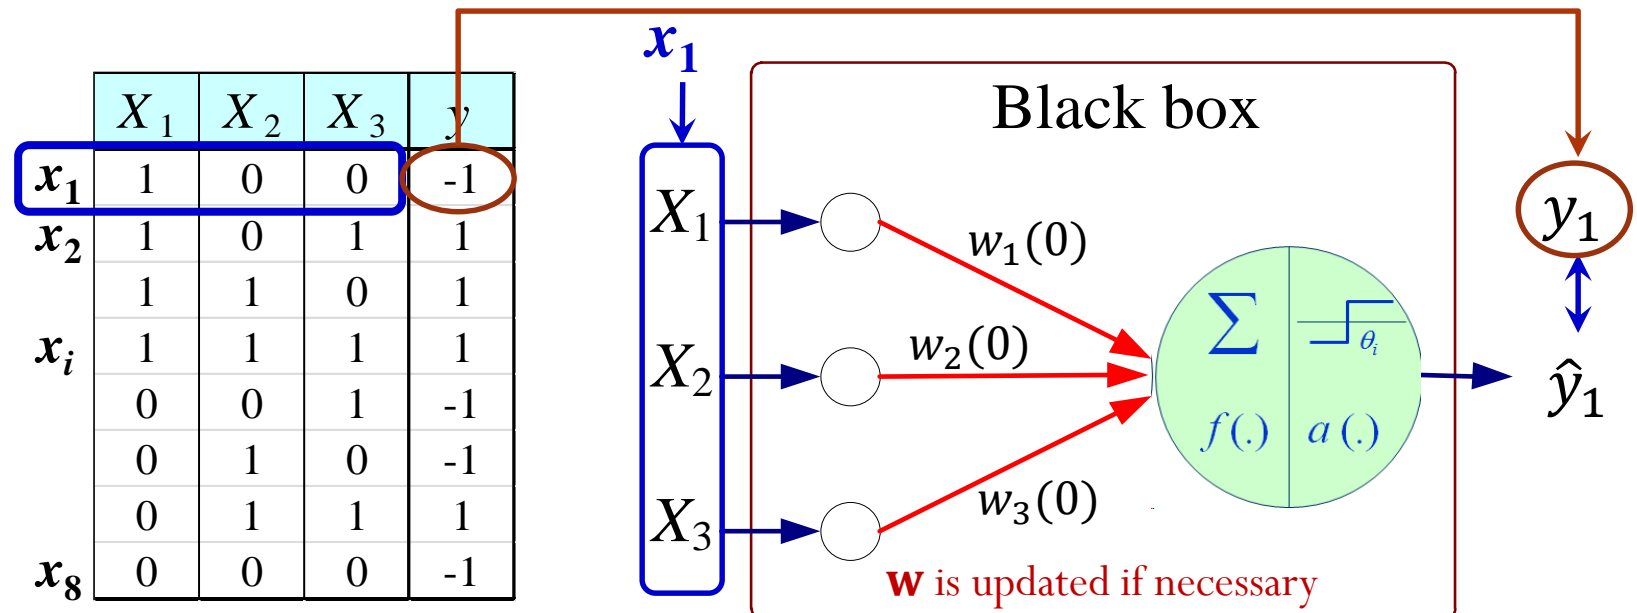 X₁ X₂ X₃ y
x₁ 1 0 0 -1
x₂ 1 0 1 1
1 1 0 1
xᵢ 1 1 1 1
0 0 1 -1
0 1 0 -1
0 1 1 1
x₈ 0 0 0 -1
x₁
Black box
X₁
X₂
X₃
w₁(0)
w₂(0)
w₃(0)
∑
θᵢ
f(.) a(.)
w is updated if necessary
y₁
ŷ₁